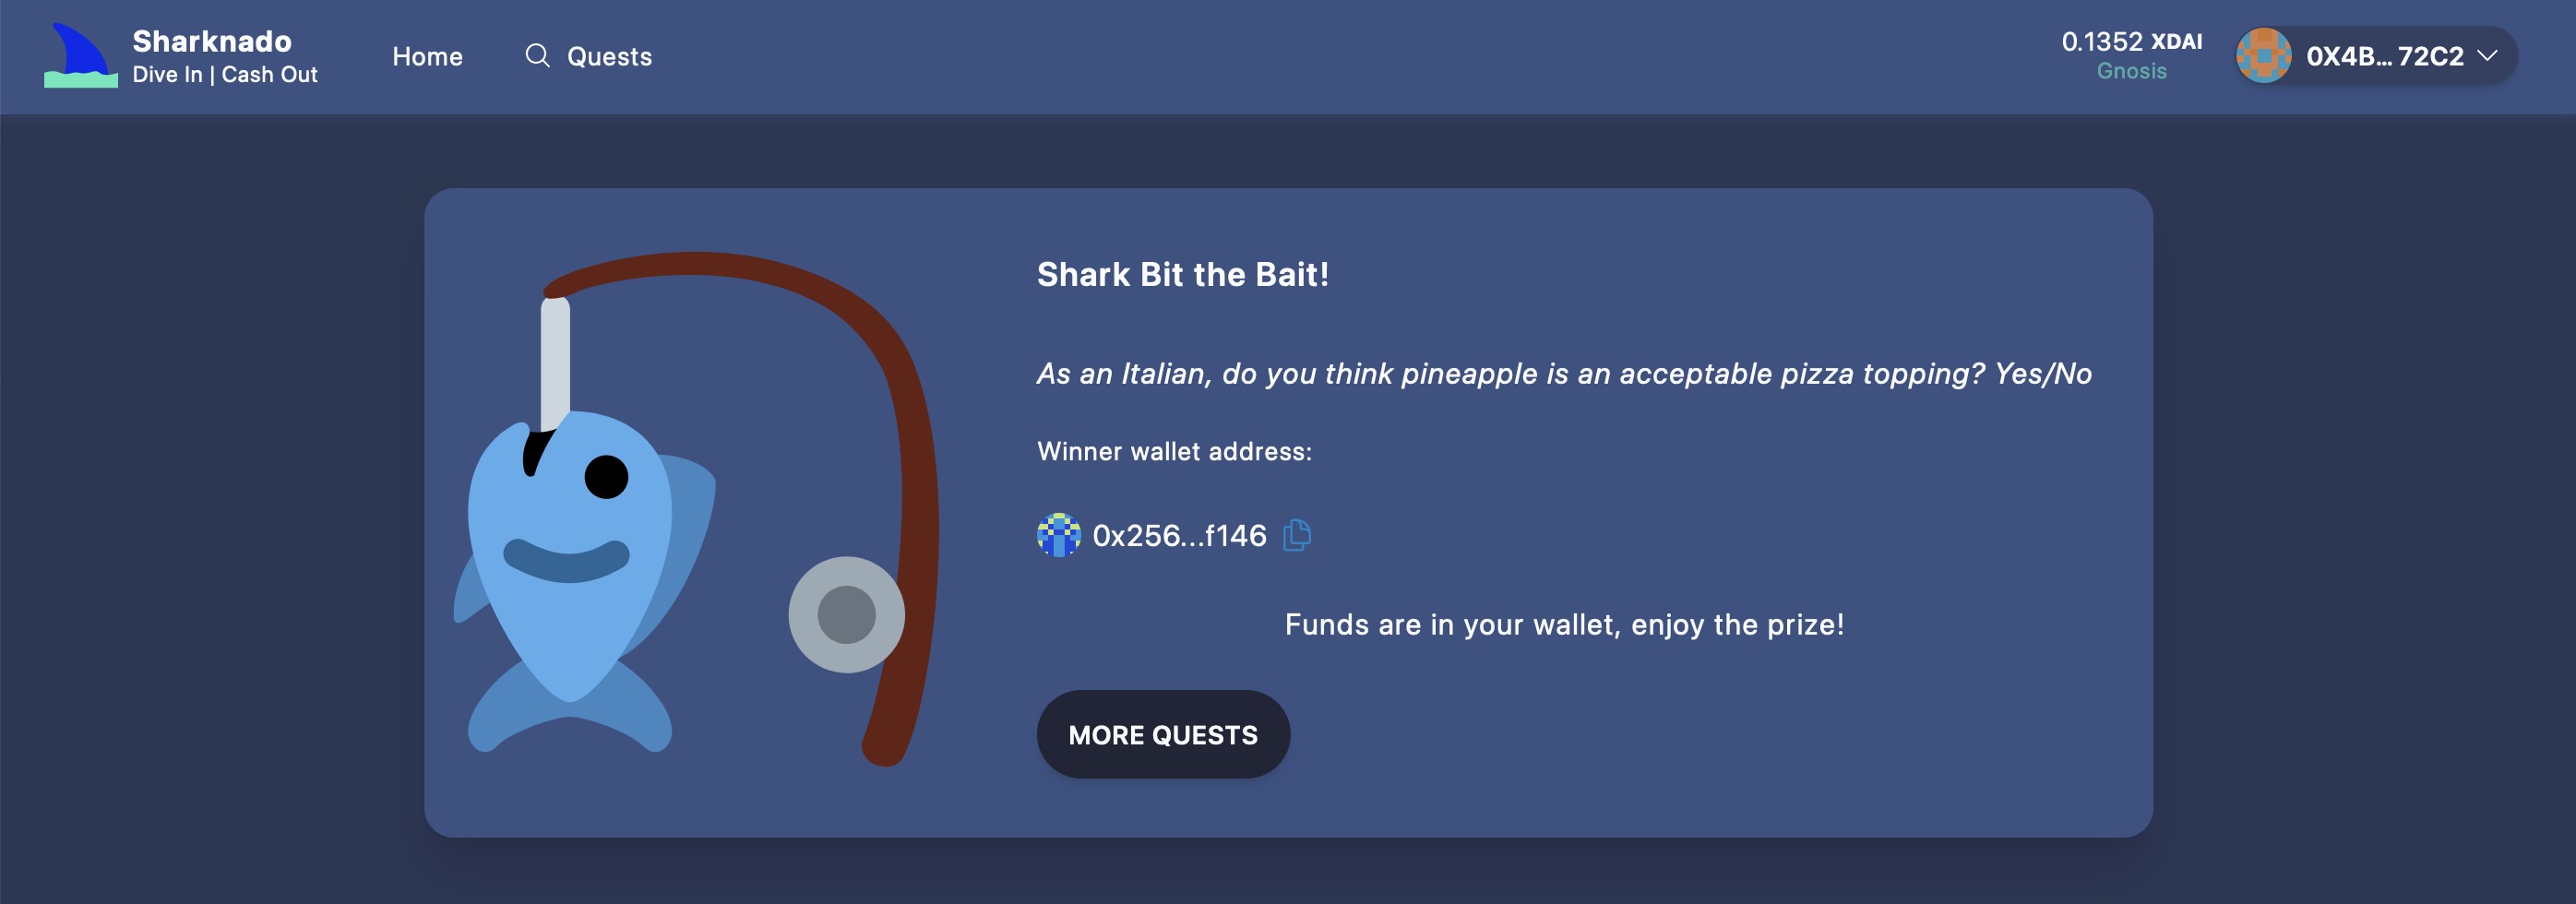 Sharknado
Dive In | Cash Out
Home
Quests
0.1352 XDAI
Gnosis
0X4B... 72C2
Shark Bit the Bait!
As an Italian, do you think pineapple is an acceptable pizza topping? Yes/No
Winner wallet address:
0x256...f146
Funds are in your wallet, enjoy the prize!
MORE QUESTS